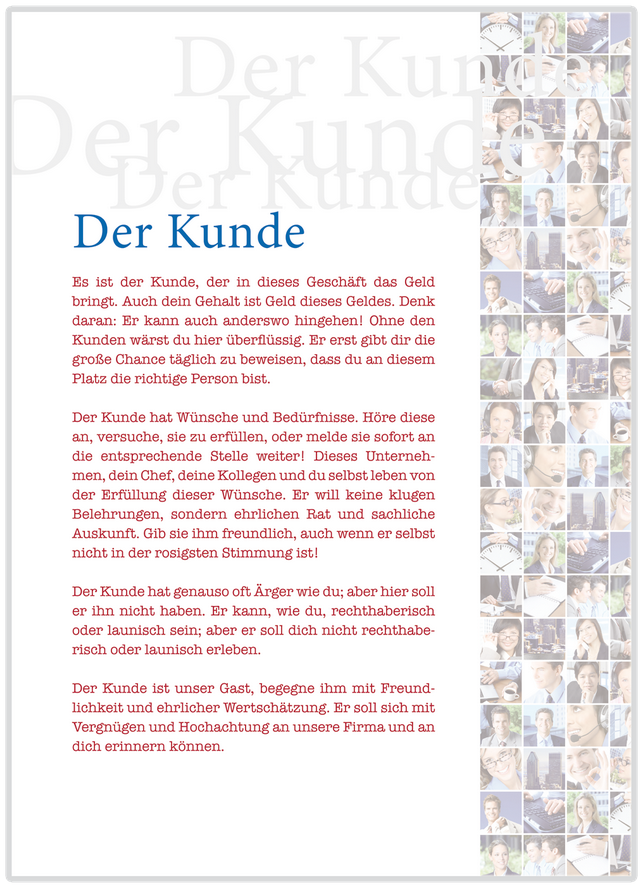 Der Kunde
Der Kunde
Der Kunde
Der Kunde
Es ist der Kunde, der in dieses Geschäft das Geld
bringt. Auch dein Gehalt ist Geld dieses Geldes. Denk
daran: Er kann auch anderswo hingehen! Ohne den
Kunden wärst du hier überflüssig. Er erst gibt dir die
große Chance täglich zu beweisen, dass du an diesem
Platz die richtige Person bist.
Der Kunde hat Wünsche und Bedürfnisse. Höre diese
an, versuche, sie zu erfüllen, oder melde sie sofort an
die entsprechende Stelle weiter! Dieses Unterneh-
men, dein Chef, deine Kollegen und du selbst leben von
der Erfüllung dieser Wünsche. Er will keine klugen
Belehrungen, sondern ehrlichen Rat und sachliche
Auskunft. Gib sie ihm freundlich, auch wenn er selbst
nicht in der rosigsten Stimmung ist!
Der Kunde hat genauso oft Ärger wie du; aber hier soll
er ihn nicht haben. Er kann, wie du, rechthaberisch
oder launisch sein; aber er soll dich nicht rechthabe-
risch oder launisch erleben.
Der Kunde ist unser Gast, begegne ihm mit Freund-
lichkeit und ehrlicher Wertschätzung. Er soll sich mit
Vergnügen und Hochachtung an unsere Firma und an
dich erinnern können.